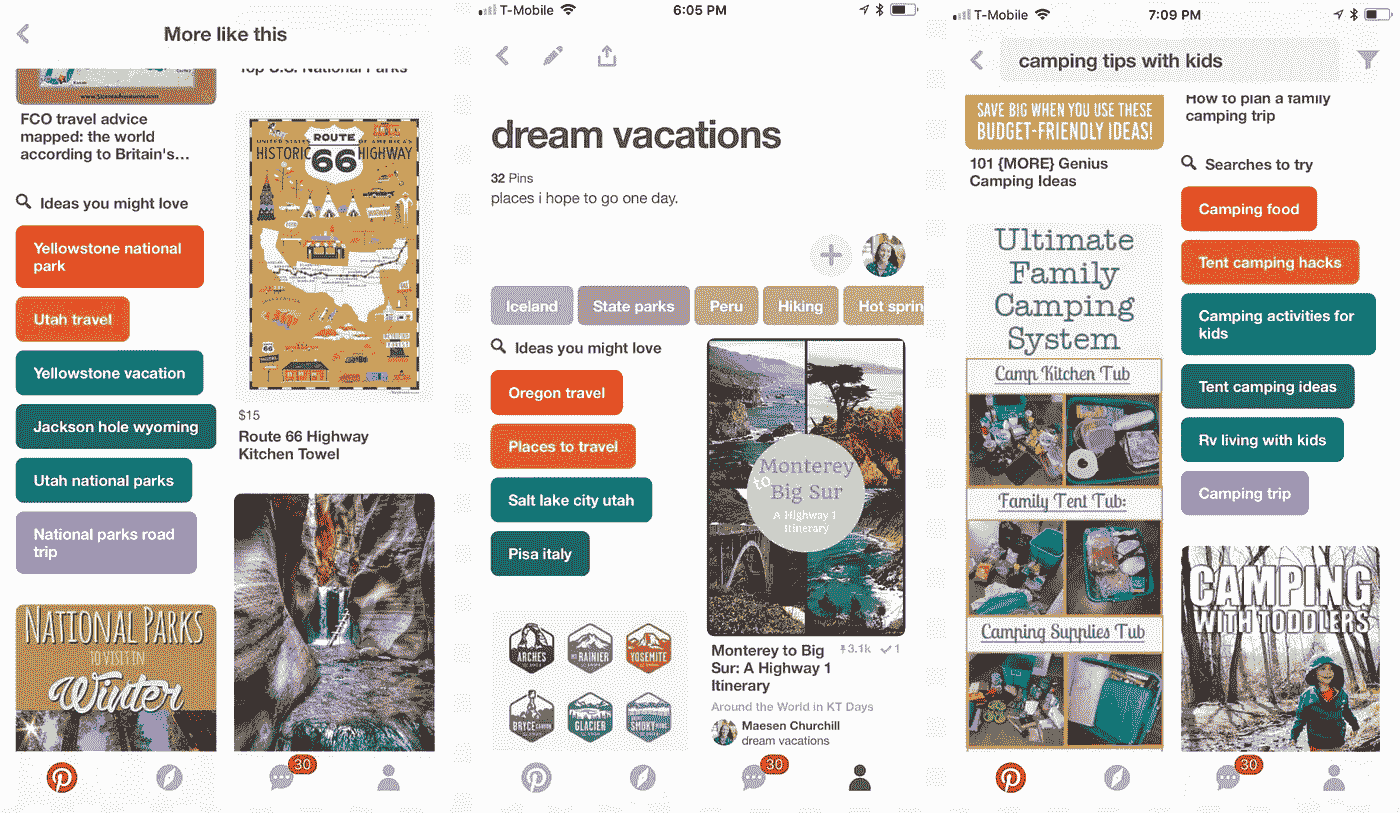 More like this
Top U.S. National Parks
FCO travel advice
mapped: the world
according to Britain's...
Ideas you might love
Yellowstone national
park
Utah travel
Yellowstone vacation
Jackson hole wyoming
Utah national parks
National parks road
trip
NATIONAL PARKS
TO VISIT IN
Winter
UNITED STATES
OF AMERICA'S
HISTORIC
ROUTE
66
HIGHWAY
$15
Route 66 Highway
Kitchen Towel
30
T-Mobile
6:05 PM
dream vacations
32 Pins
places i hope to go one day.
Iceland
State parks
Peru
Hiking
Hot sprin
Ideas you might love
Oregon travel
Places to travel
Salt lake city utah
Pisa italy
ARCHES
MT. RAINIER
YOSEMITE
BRYCE CANYON
GLACIER
SMOKY MTNS
Monterey
to
Big Sur
A Highway 1
Itinerary
Monterey to Big
Sur: A Highway 1
Itinerary
3.1k
1
Around the World in KT Days
Maesen Churchill
dream vacations
30
T-Mobile
7:09 PM
camping tips with kids
SAVE BIG WHEN YOU USE THESE
BUDGET-FRIENDLY IDEAS!
101 {MORE} Genius
Camping Ideas
Ultimate
Family
Camping
System
Camp Kitchen Tub
Family Tent Tub:
Camping Supplies Tub
How to plan a family
camping trip
Searches to try
Camping food
Tent camping hacks
Camping activities for
kids
Tent camping ideas
Rv living with kids
Camping trip
CAMPING
WITH TODDLERS
30